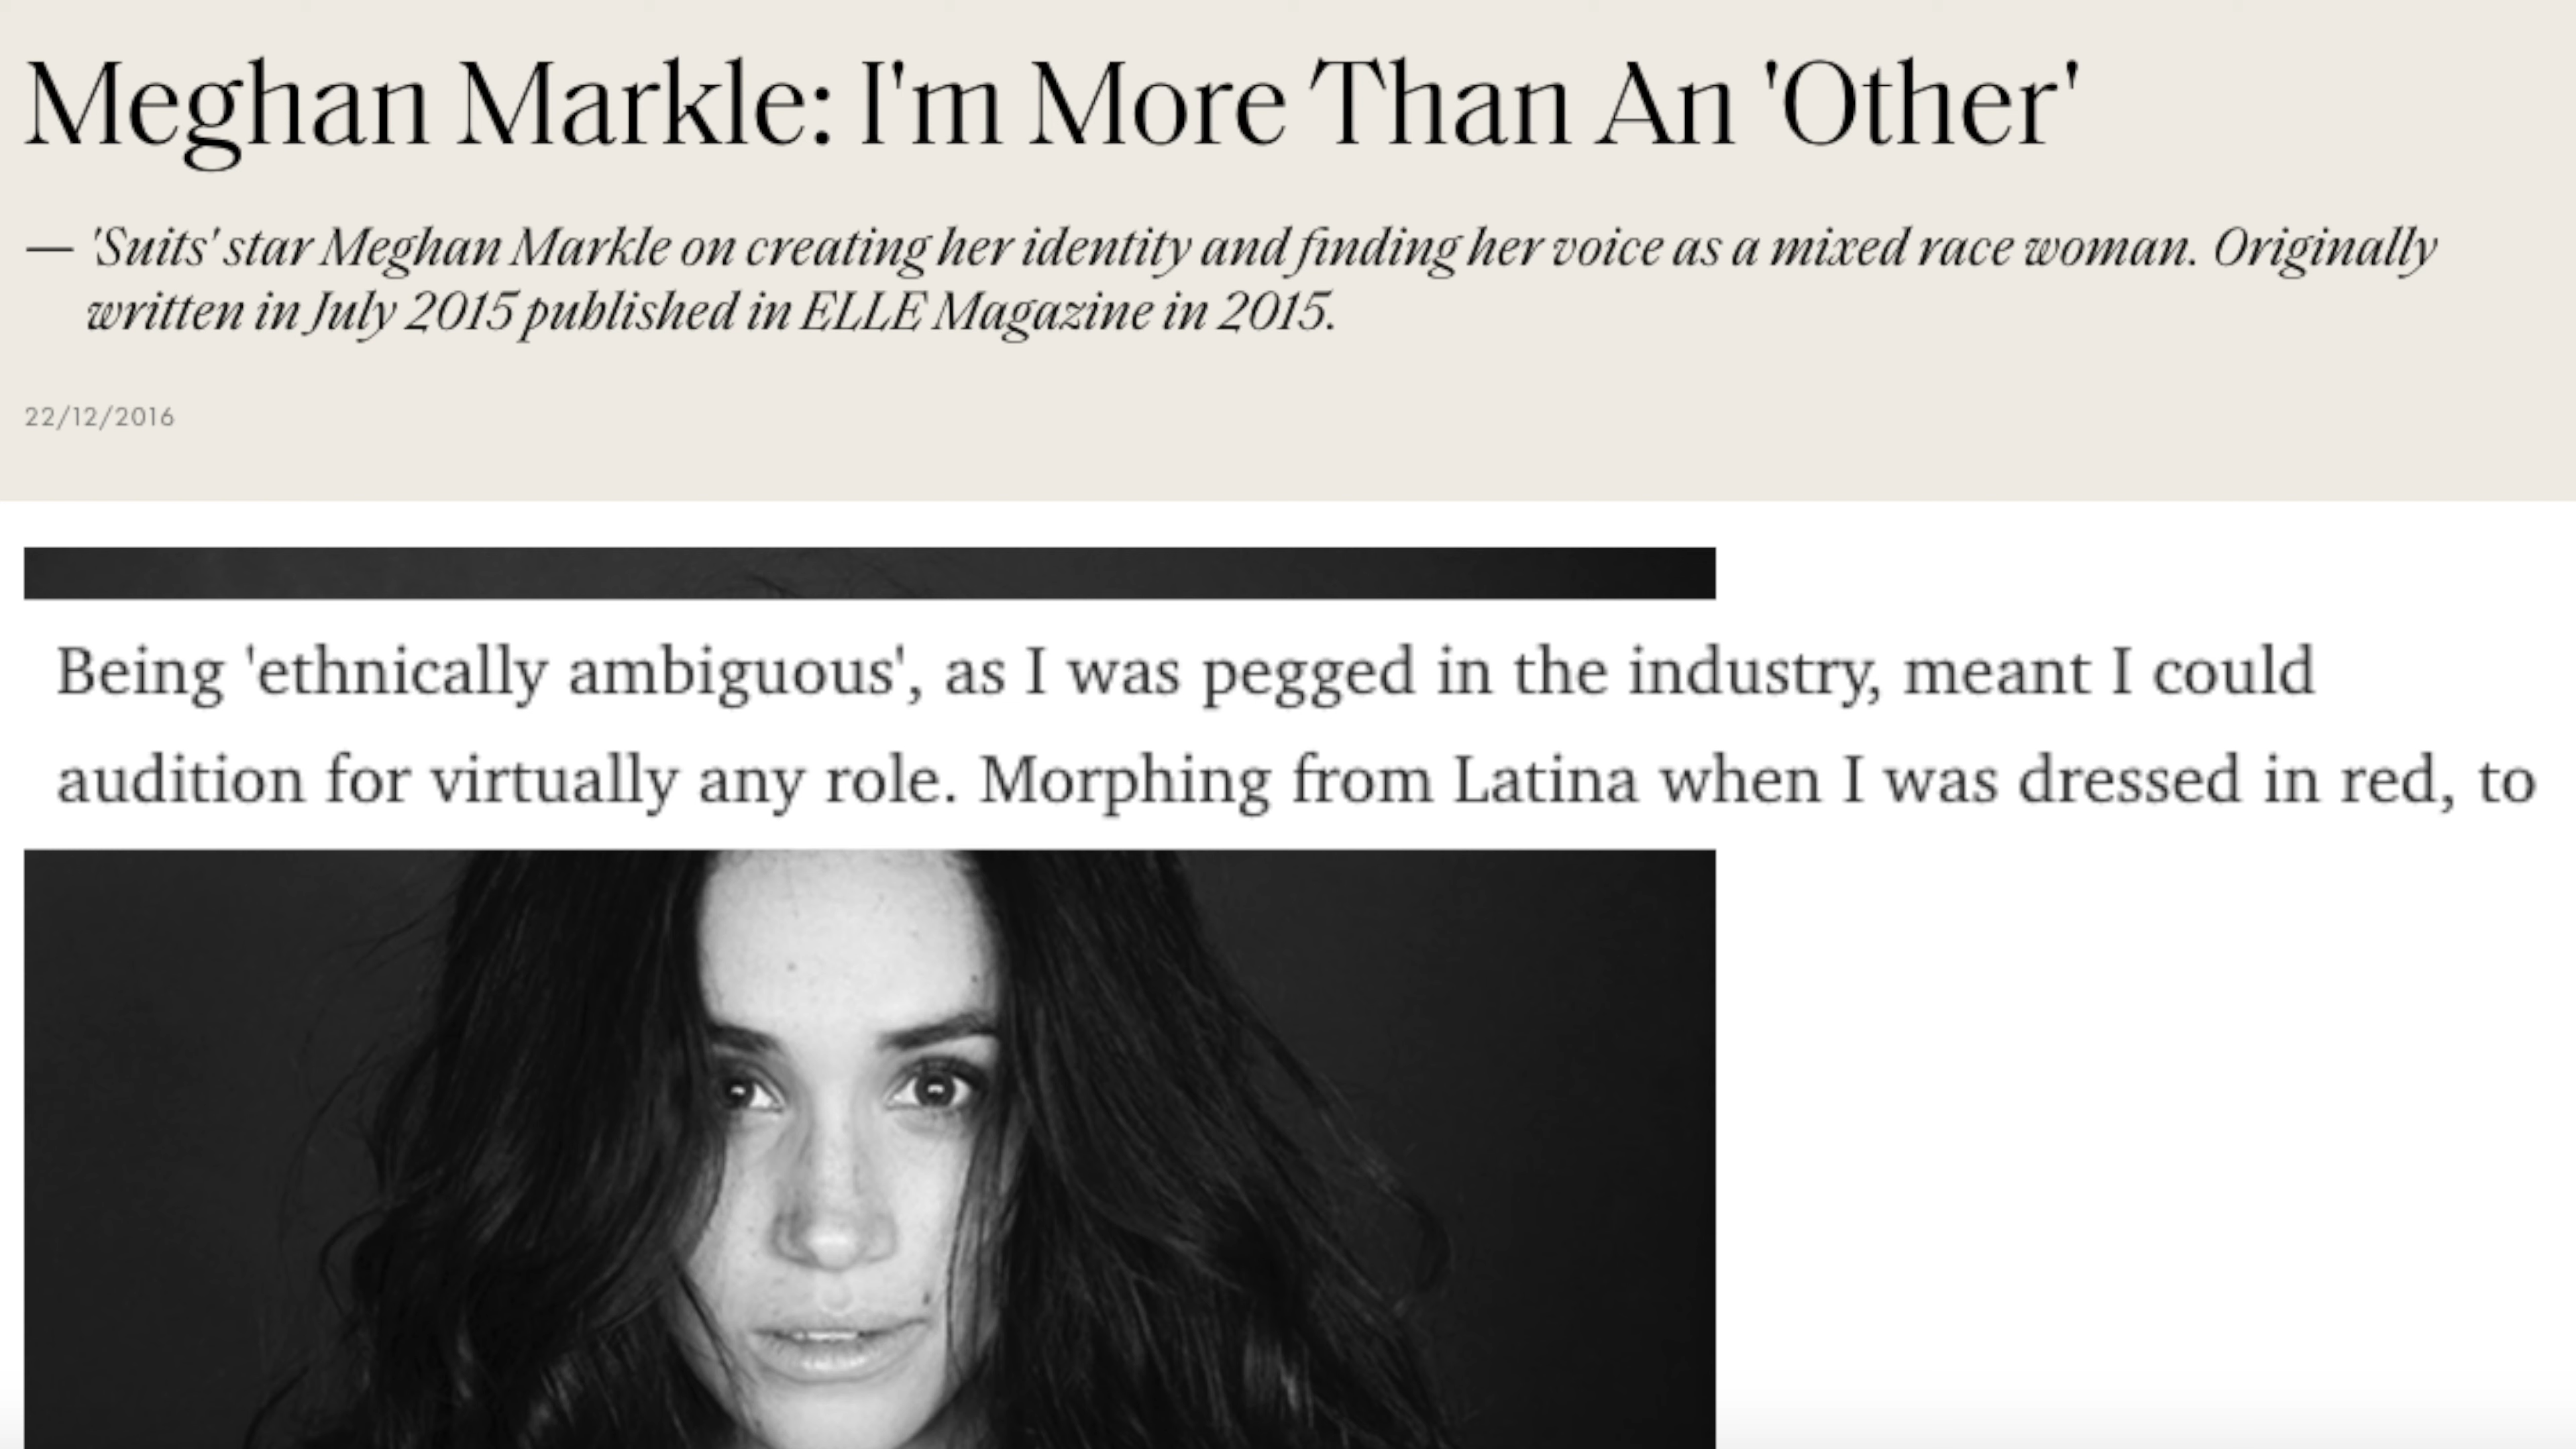 Meghan Markle: I'm More Than An 'Other'
— 'Suits' star Meghan Markle on creating her identity and finding her voice as a mixed race woman. Originally
written in July 2015 published in ELLE Magazine in 2015.
22/12/2016
Being 'ethnically ambiguous', as I was pegged in the industry, meant I could
audition for virtually any role. Morphing from Latina when I was dressed in red, to